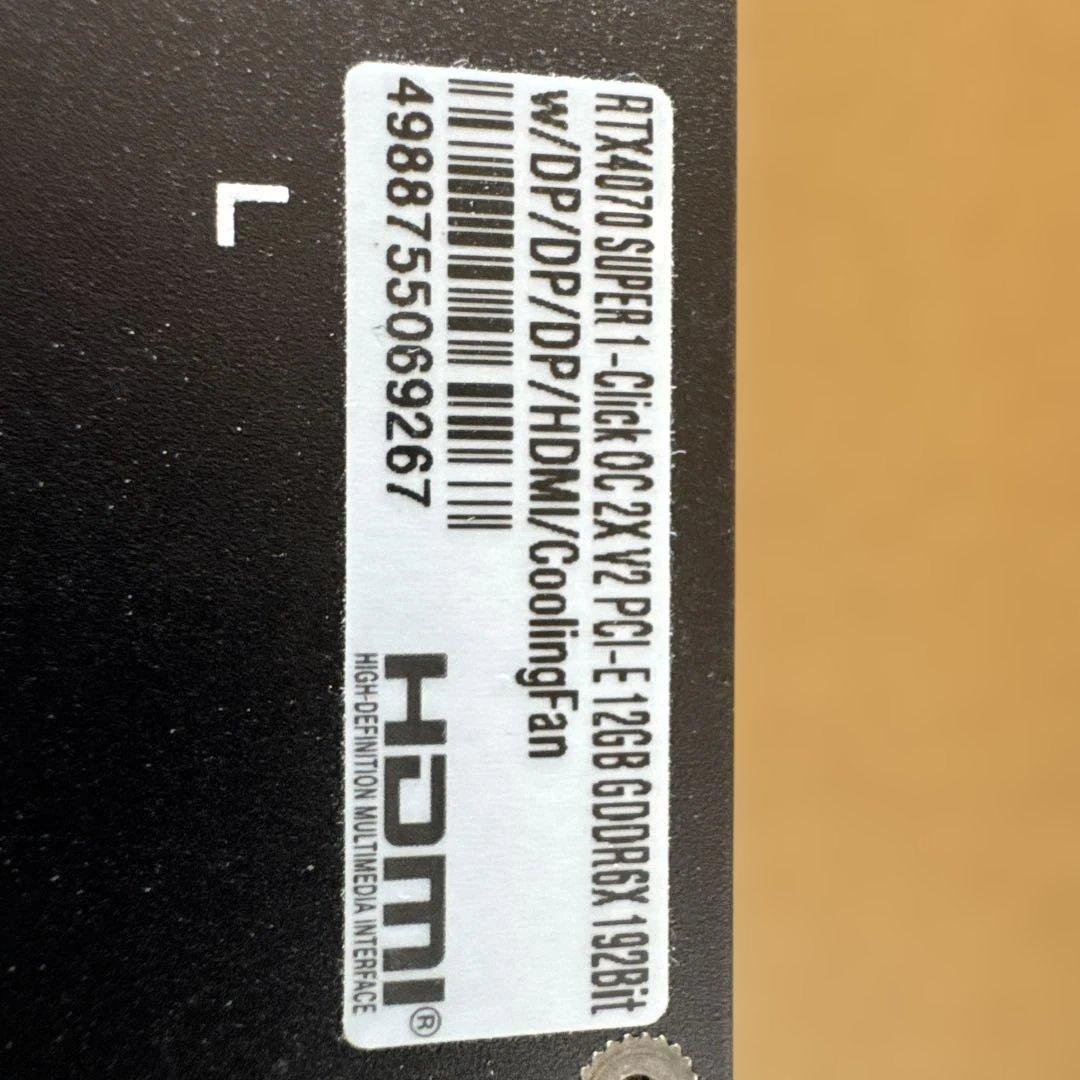 RTX4070 SUPER 1-Click OC 2X V2 PCI-E 12GB GDDR6X 192Bit
w/DP/DP/DP/HDMI/CoolingFan
4988755069267
HDMI®
HIGH-DEFINITION MULTIMEDIA INTERFACE
L